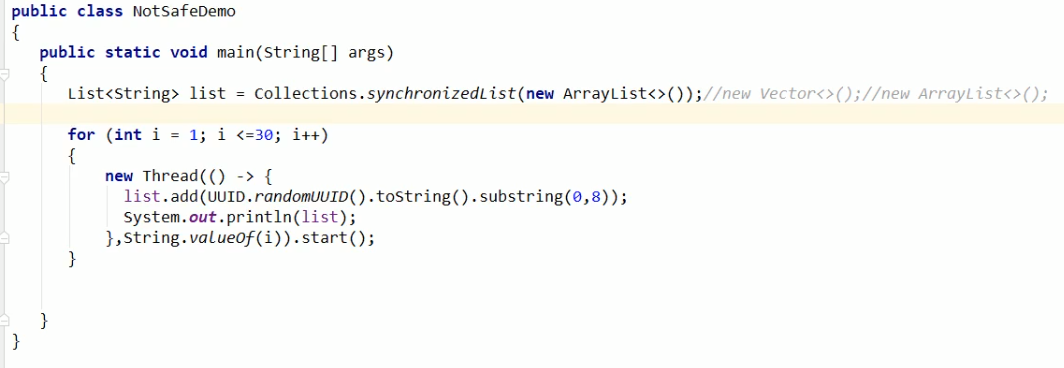 public class NotSafeDemo
{
    public static void main(String[] args)
    {
        List<String> list = Collections.synchronizedList(new ArrayList<>());//new Vector<>();//new ArrayList<>();
        for (int i = 1; i <=30; i++)
        {
            new Thread(() -> {
              list.add(UUID.randomUUID().toString().substring(0,8));
              System.out.println(list);
            },String.valueOf(i)).start();
        }
    }
}